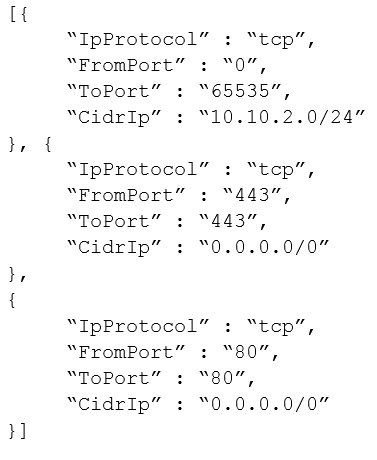 [{
“IpProtocol” : “tcp”,
“FromPort” : “0”,
“ToPort” : “65535”,
“CidrIp” : “10.10.2.0/24”
}, {
“IpProtocol” : “tcp”,
“FromPort” : “443”,
“ToPort” : “443”,
“CidrIp” : “0.0.0.0/0”
},
{
“IpProtocol” : “tcp”,
“FromPort” : “80”,
“ToPort” : “80”,
“CidrIp” : “0.0.0.0/0”
}]